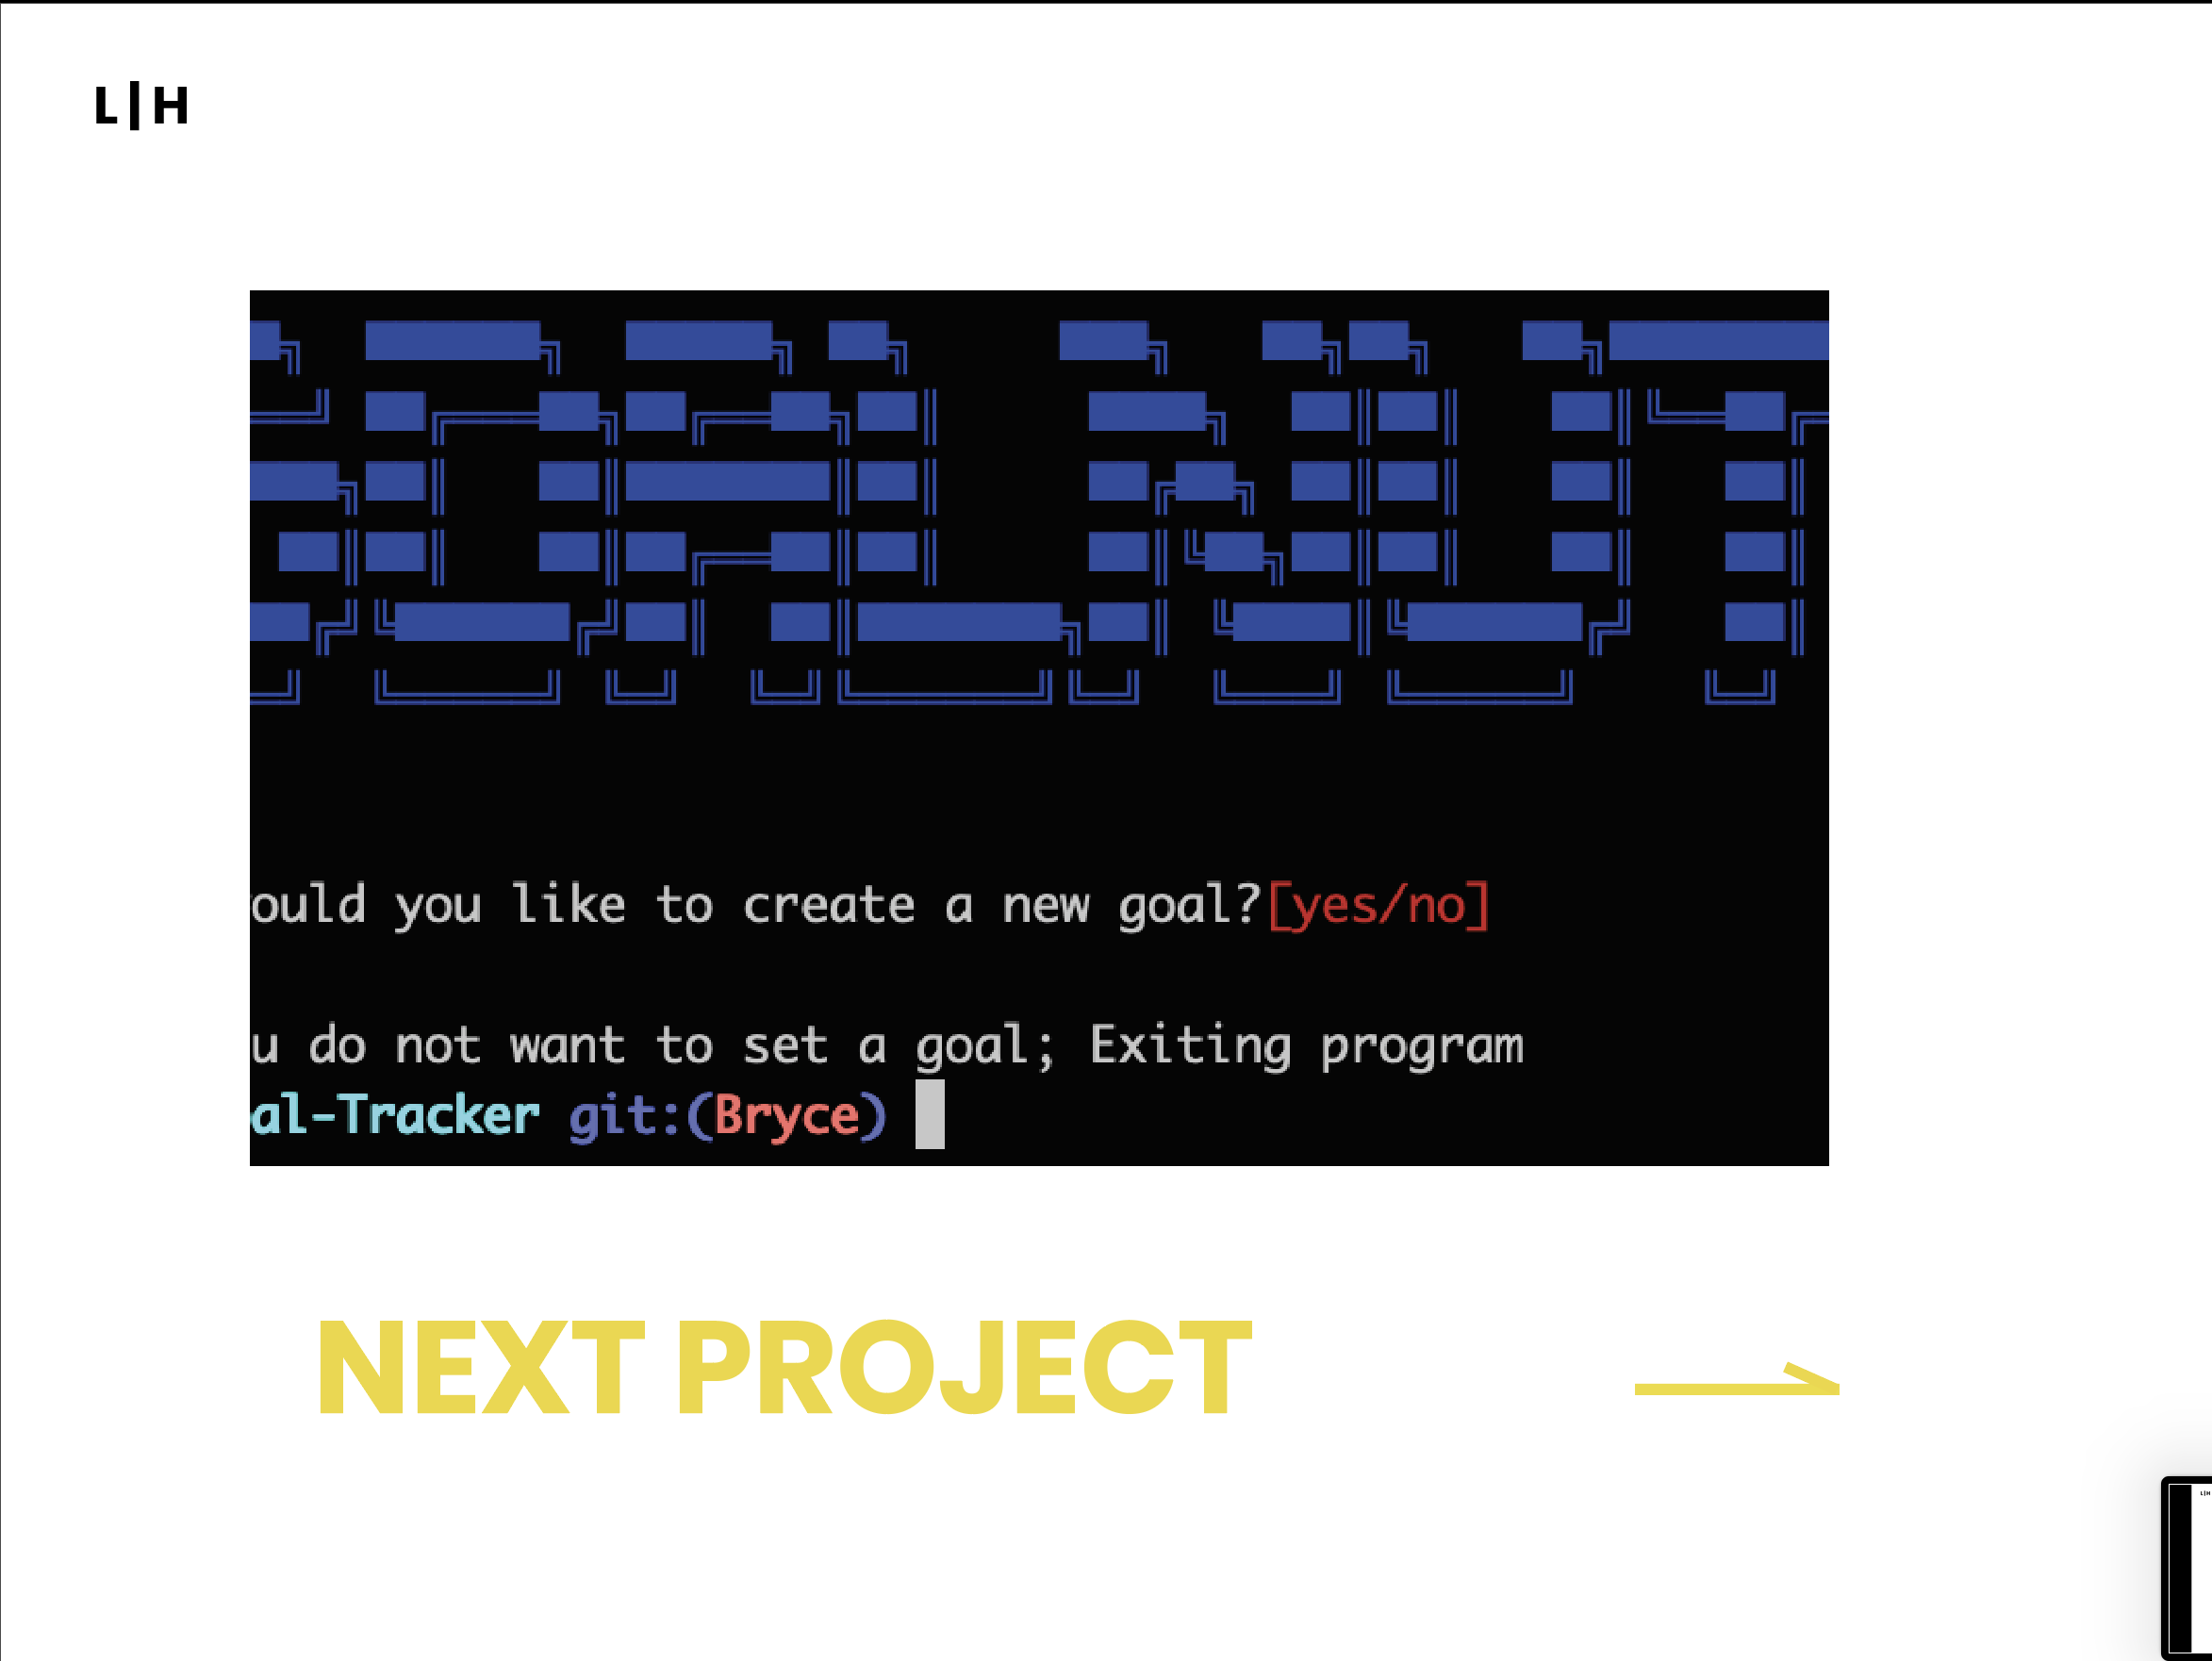 L|H
GOALNUT
ould you like to create a new goal?[yes/no]
u do not want to set a goal; Exiting program
al-Tracker git:(Bryce)
NEXT PROJECT
L|H